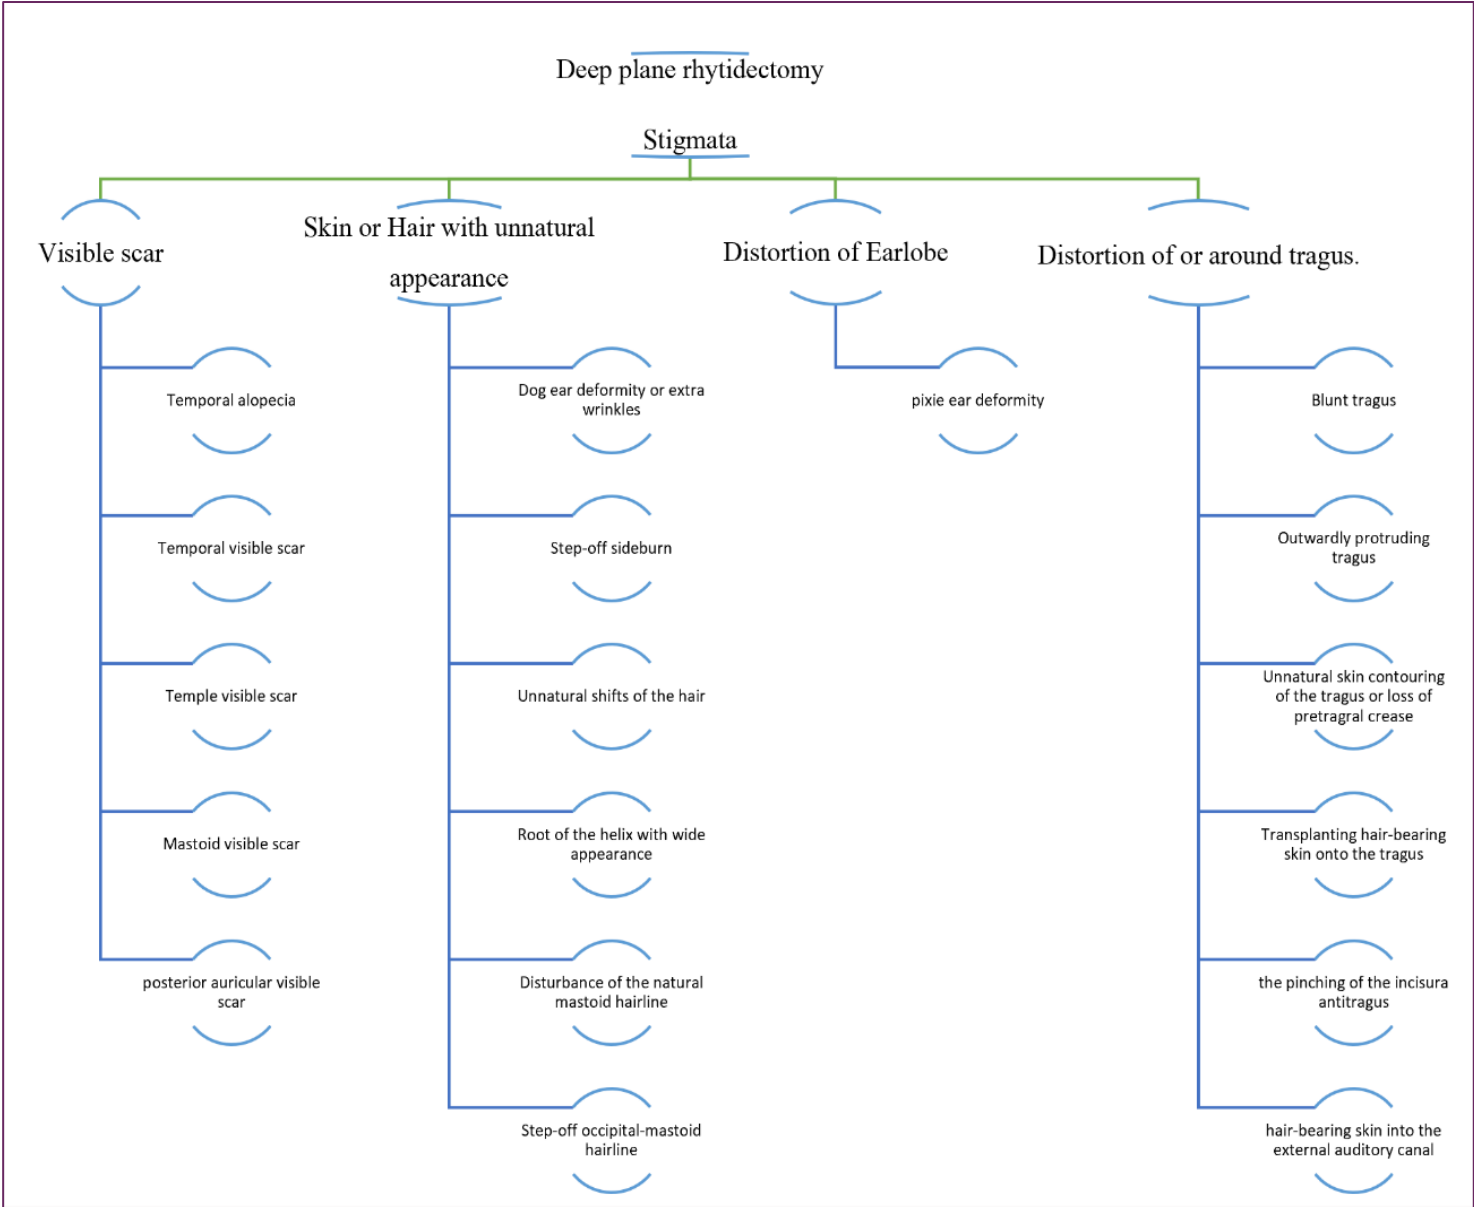 Deep plane rhytidectomy
Stigmata
Visible scar
Temporal alopecia
Temporal visible scar
Temple visible scar
Mastoid visible scar
posterior auricular visible
scar
Skin or Hair with unnatural
appearance
Dog ear deformity or extra
wrinkles
Step-off sideburn
Unnatural shifts of the hair
Root of the helix with wide
appearance
Disturbance of the natural
mastoid hairline
Step-off occipital-mastoid
hairline
Distortion of Earlobe
pixie ear deformity
Distortion of or around tragus.
Blunt tragus
Outwardly protruding
tragus
Unnatural skin contouring
of the tragus or loss of
pretragral crease
Transplanting hair-bearing
skin onto the tragus
the pinching of the incisura
antitragus
hair-bearing skin into the
external auditory canal